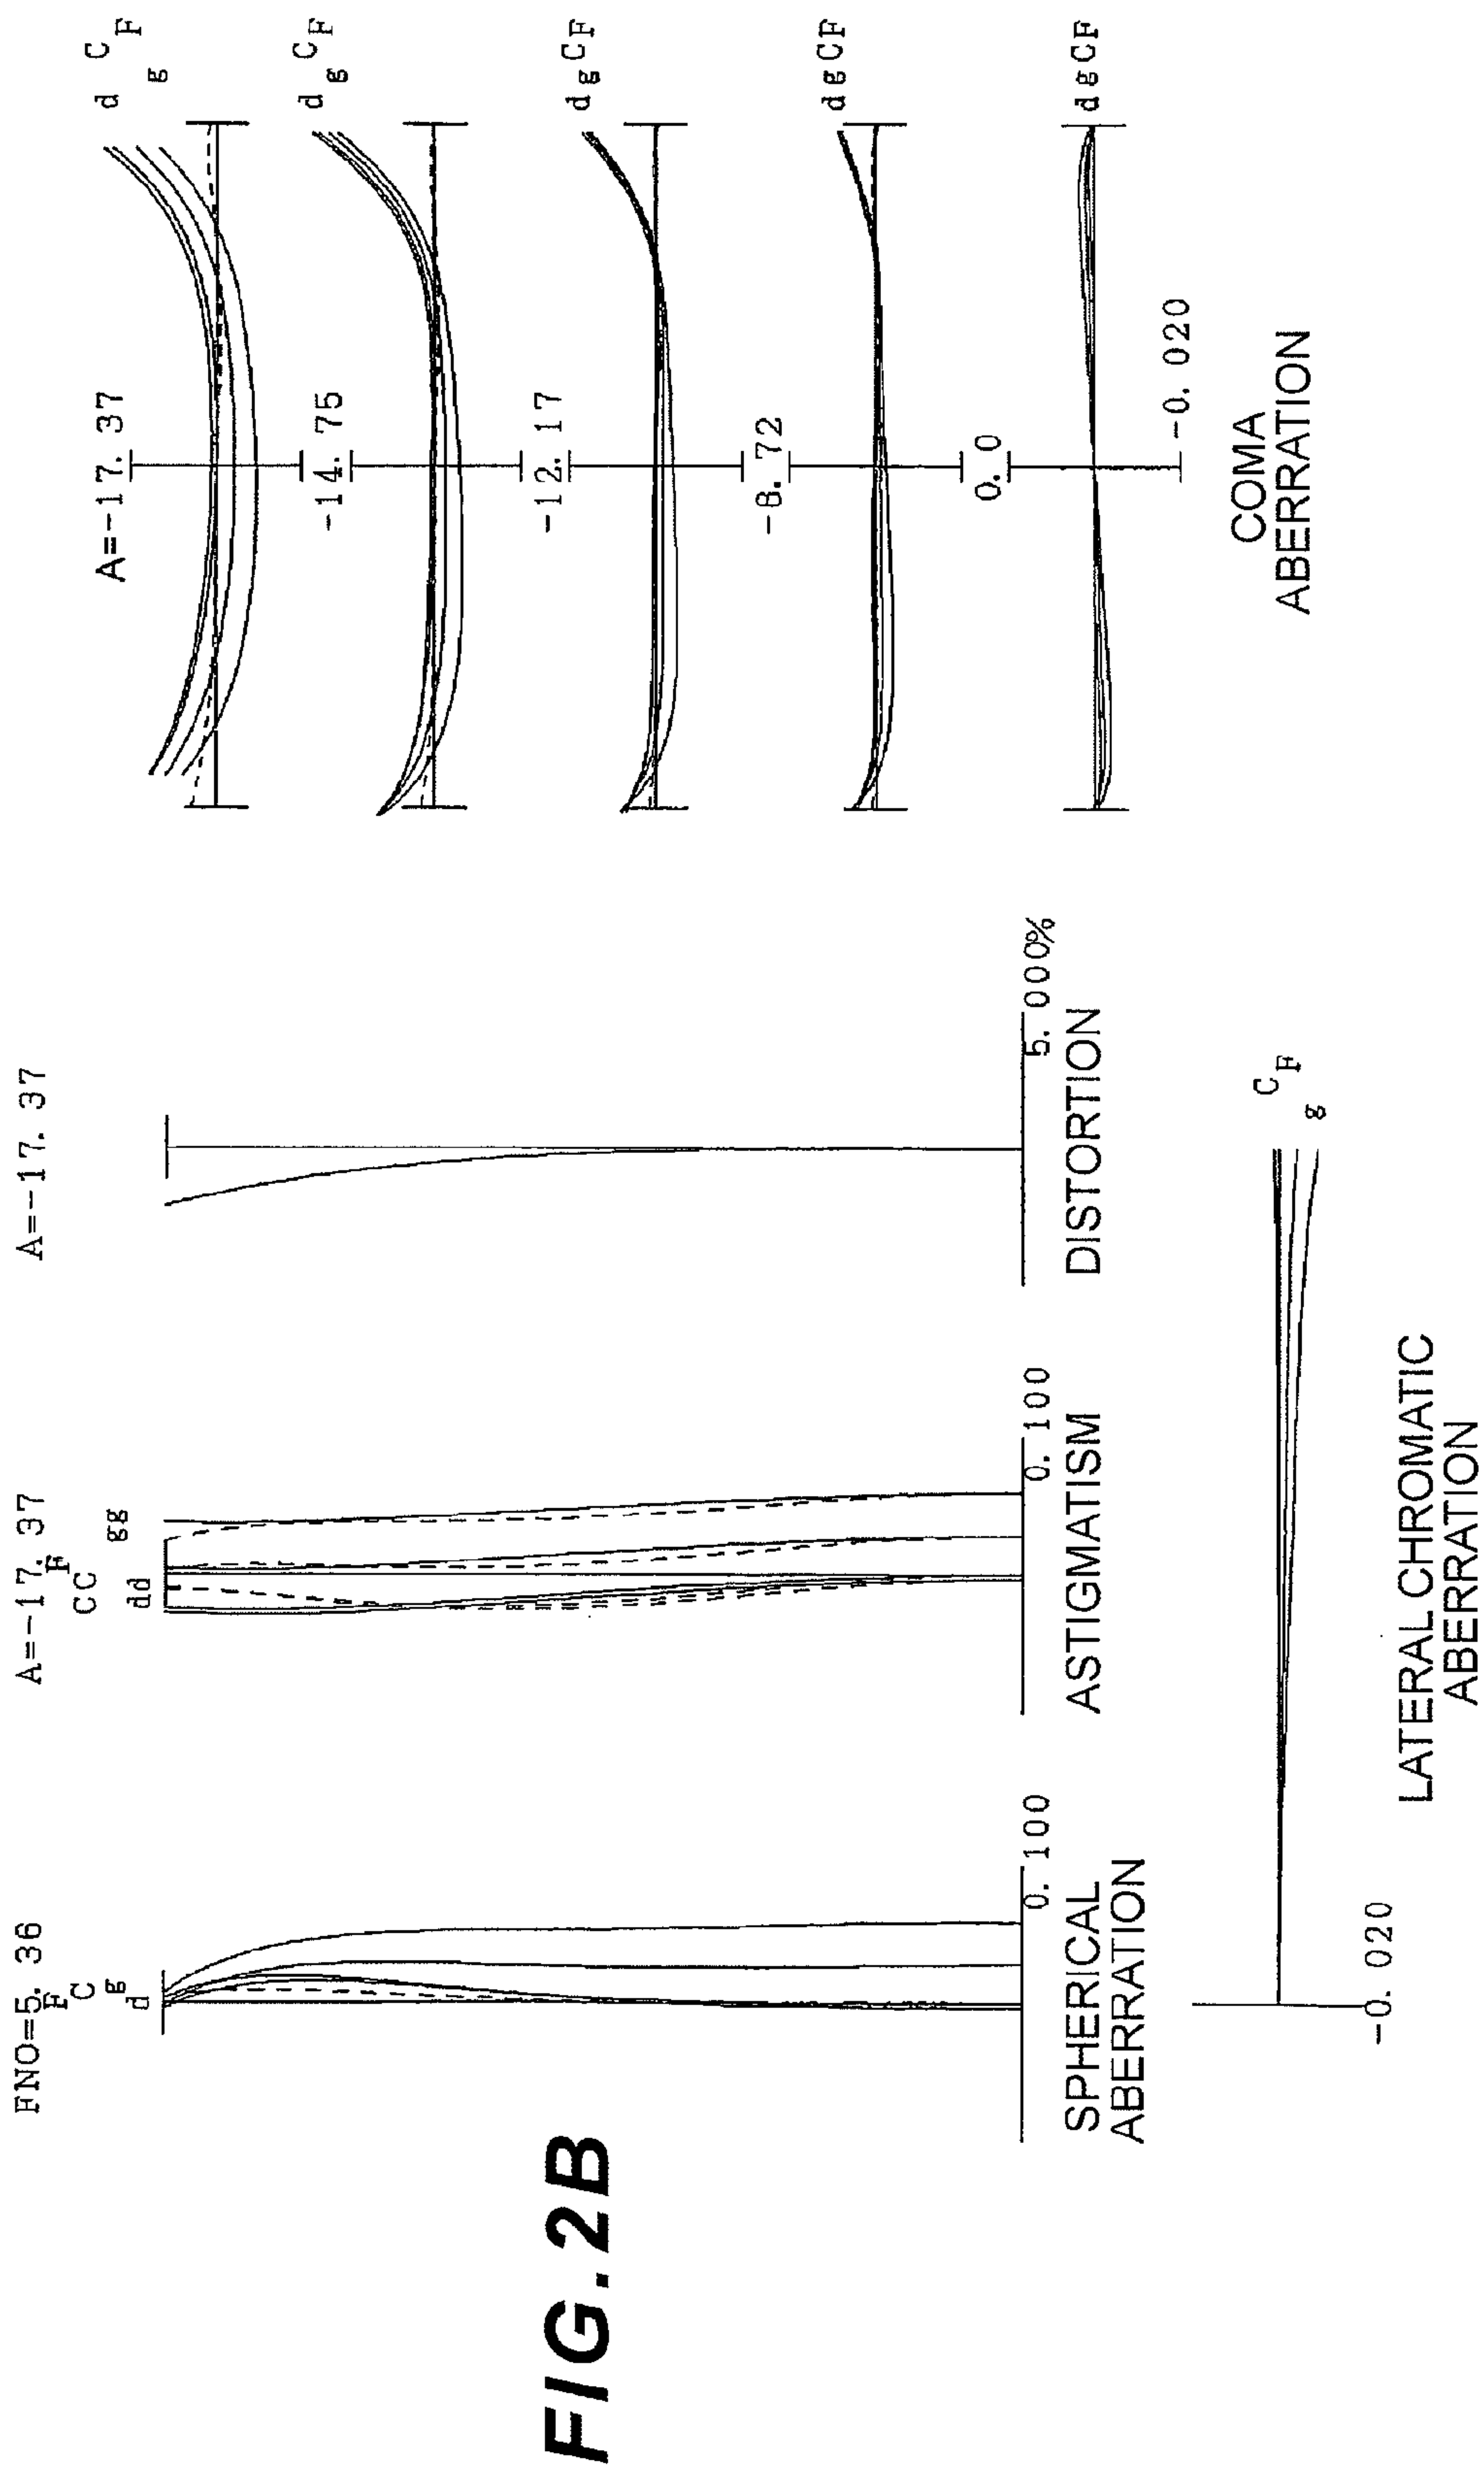 FIG. 2B
FNO=5. 36
F
C
g
d
0. 100
SPHERICAL
ABERRATION
A=-17. 37
F
CC
gg
dd
0. 100
ASTIGMATISM
A=-17. 37
5. 000%
DISTORTION
-0. 020
C
F
g
LATERAL CHROMATIC
ABERRATION
A=-17. 37
d g C F
-14. 75
d g C F
-12. 17
d g C F
-8. 72
d g C F
0. 0
d g C F
-0. 020
COMA
ABERRATION